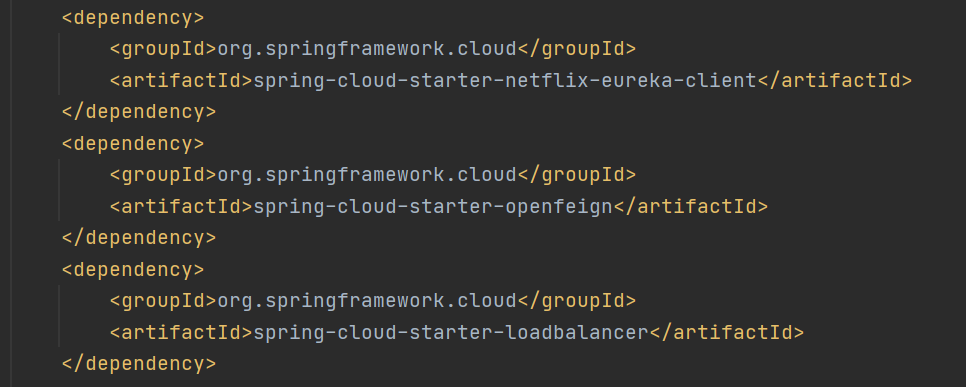 <dependency>
<groupId>org.springframework.cloud</groupId>
<artifactId>spring-cloud-starter-netflix-eureka-client</artifactId>
</dependency>
<dependency>
<groupId>org.springframework.cloud</groupId>
<artifactId>spring-cloud-starter-openfeign</artifactId>
</dependency>
<dependency>
<groupId>org.springframework.cloud</groupId>
<artifactId>spring-cloud-starter-loadbalancer</artifactId>
</dependency>